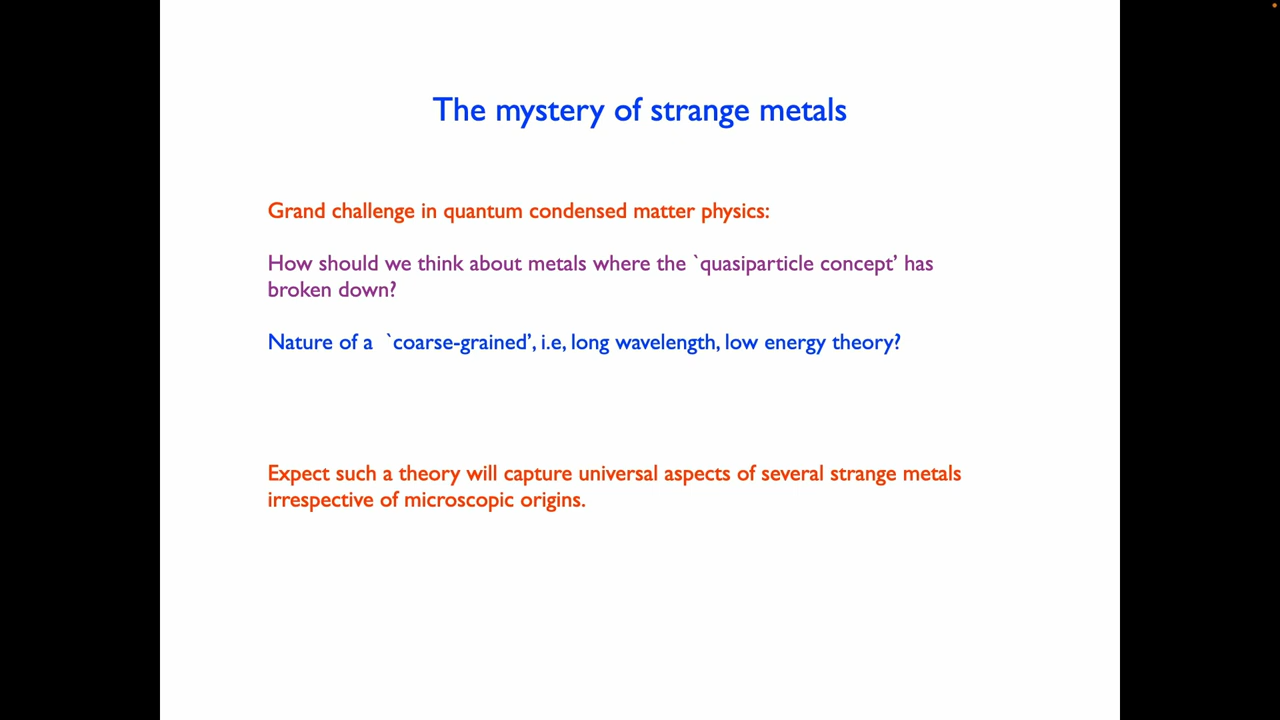 The mystery of strange metals
Grand challenge in quantum condensed matter physics:
How should we think about metals where the `quasiparticle concept’ has
broken down?
Nature of a `coarse-grained’, i.e, long wavelength, low energy theory?
Expect such a theory will capture universal aspects of several strange metals
irrespective of microscopic origins.